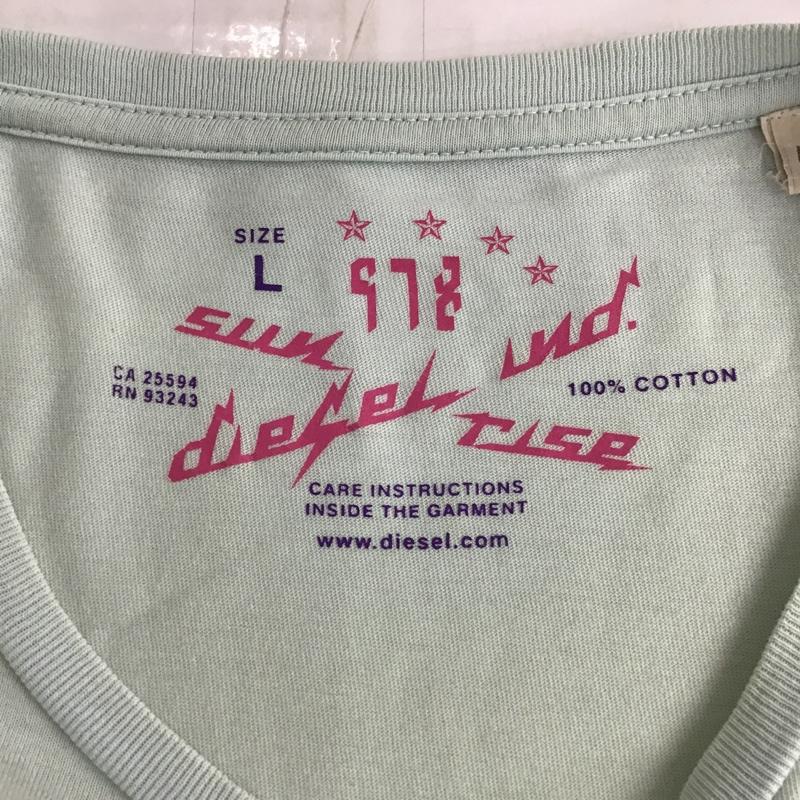 SIZE
L
978
sun ind.
CA 25594
RN 93243
100% COTTON
diesel rise
CARE INSTRUCTIONS
INSIDE THE GARMENT
www.diesel.com